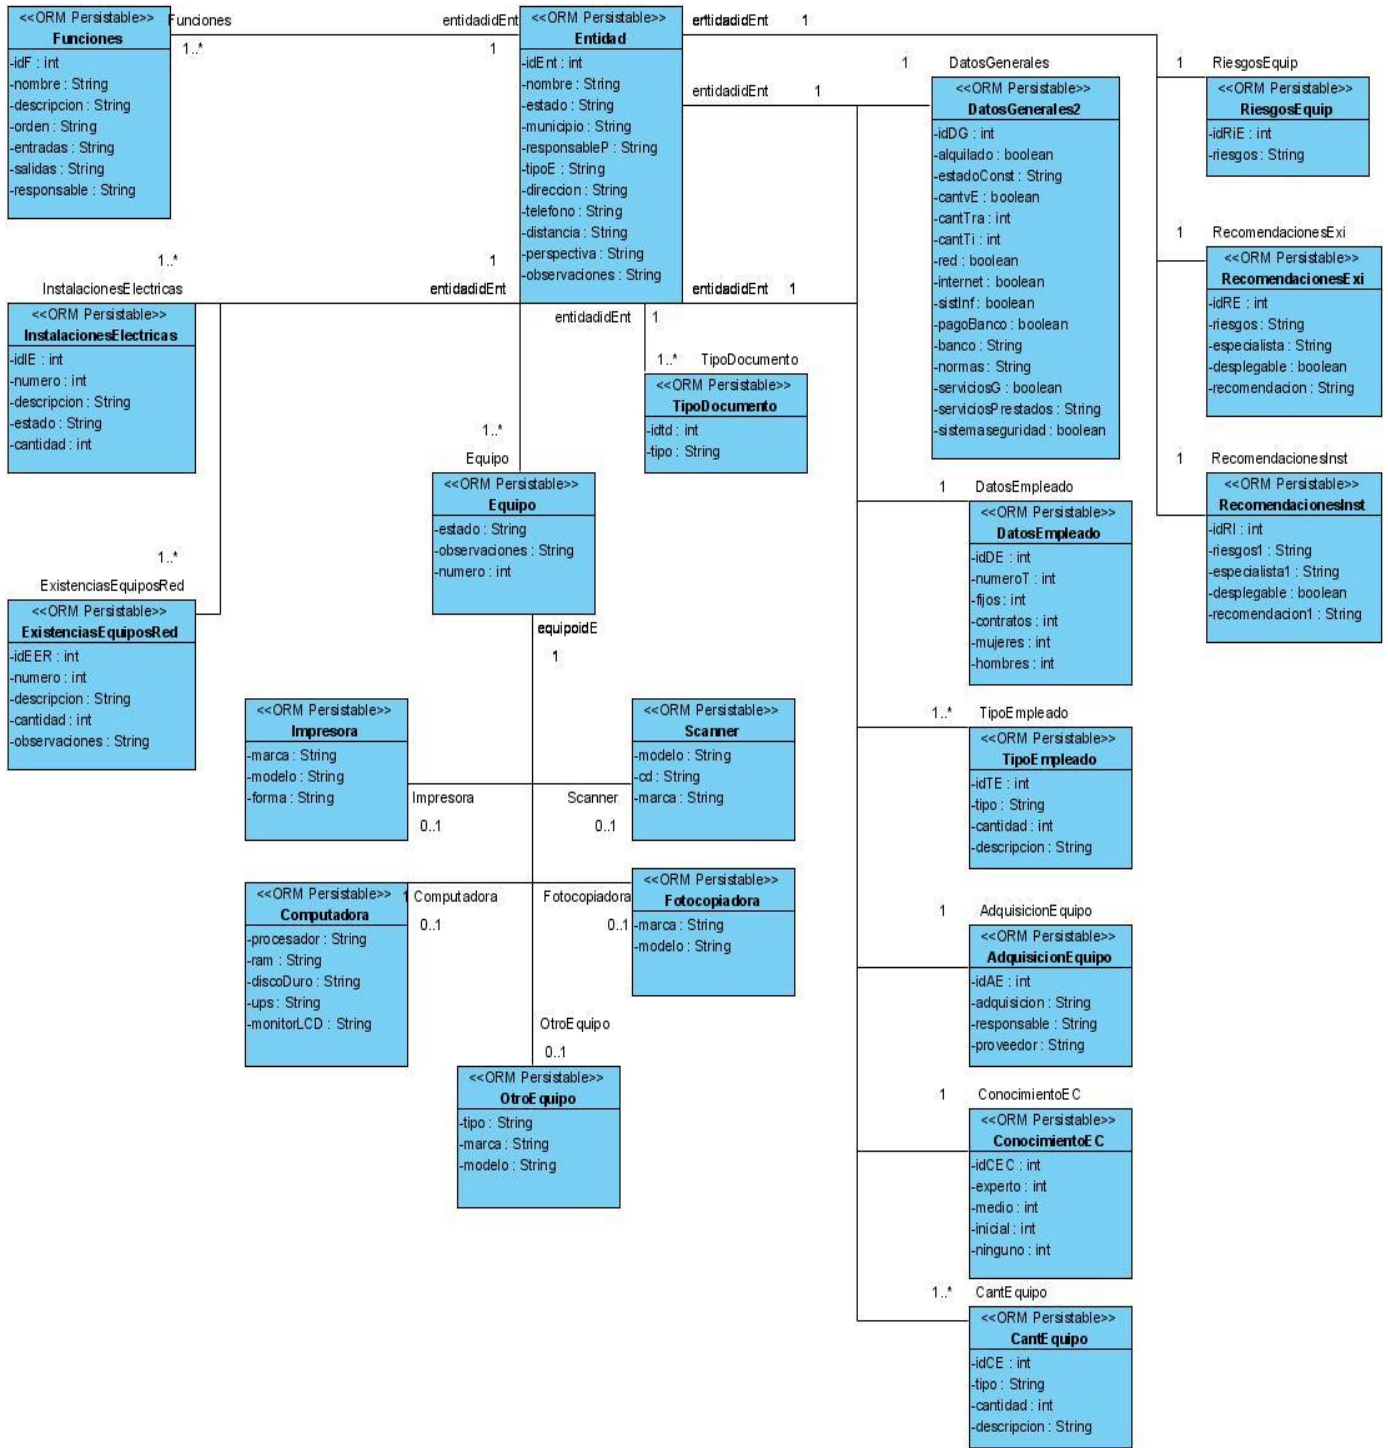 <<ORM Persistable>>
Funciones
-idF : int
-nombre : String
-descripcion : String
-orden : String
-entradas : String
-salidas : String
-responsable : String
Funciones
1..*
entidadidEnt
1
<<ORM Persistable>>
Entidad
-idEnt : int
-nombre : String
-estado : String
-municipio : String
-responsableP : String
-tipoE : String
-direccion : String
-telefono : String
-distancia : String
-perspectiva : String
-observaciones : String
entidadidEnt 1
entidadidEnt 1
1 DatosGenerales
<<ORM Persistable>>
DatosGenerales2
-idDG : int
-alquilado : boolean
-estadoConst : String
-cantvE : boolean
-cantTra : int
-cantTi : int
-red : boolean
-internet : boolean
-sistInf : boolean
-pagoBanco : boolean
-banco : String
-normas : String
-serviciosG : boolean
-serviciosPrestados : String
-sistemaseguridad : boolean
1 RiesgosEquip
<<ORM Persistable>>
RiesgosEquip
-idRiE : int
-riesgos : String
1 RecomendacionesExi
<<ORM Persistable>>
RecomendacionesExi
-idRE : int
-riesgos : String
-especialista : String
-desplegable : boolean
-recomendacion : String
1 RecomendacionesInst
<<ORM Persistable>>
RecomendacionesInst
-idRI : int
-riesgos1 : String
-especialista1 : String
-desplegable : boolean
-recomendacion1 : String
1..*
InstalacionesElectricas
<<ORM Persistable>>
InstalacionesElectricas
-idIE : int
-numero : int
-descripcion : String
-estado : String
-cantidad : int
1
entidadidEnt
entidadidEnt 1
entidadidEnt 1
1..* TipoDocumento
<<ORM Persistable>>
TipoDocumento
-idtd : int
-tipo : String
1..*
Equipo
<<ORM Persistable>>
Equipo
-estado : String
-observaciones : String
-numero : int
equipoidE
1
1..*
ExistenciasEquiposRed
<<ORM Persistable>>
ExistenciasEquiposRed
-idEER : int
-numero : int
-descripcion : String
-cantidad : int
-observaciones : String
1 DatosEmpleado
<<ORM Persistable>>
DatosEmpleado
-idDE : int
-numeroT : int
-fijos : int
-contratos : int
-mujeres : int
-hombres : int
<<ORM Persistable>>
Impresora
-marca : String
-modelo : String
-forma : String
Impresora
0..1
<<ORM Persistable>>
Scanner
-modelo : String
-cd : String
-marca : String
Scanner
0..1
1..* TipoEmpleado
<<ORM Persistable>>
TipoEmpleado
-idTE : int
-tipo : String
-cantidad : int
-descripcion : String
<<ORM Persistable>>
Computadora
-procesador : String
-ram : String
-discoDuro : String
-ups : String
-monitorLCD : String
1 Computadora
0..1
Fotocopiadora
0..1
<<ORM Persistable>>
Fotocopiadora
-marca : String
-modelo : String
1 AdquisicionEquipo
<<ORM Persistable>>
AdquisicionEquipo
-idAE : int
-adquisicion : String
-responsable : String
-proveedor : String
OtroEquipo
0..1
<<ORM Persistable>>
OtroEquipo
-tipo : String
-marca : String
-modelo : String
1 ConocimientoEC
<<ORM Persistable>>
ConocimientoEC
-idCEC : int
-experto : int
-medio : int
-inicial : int
-ninguno : int
1..* CantEquipo
<<ORM Persistable>>
CantEquipo
-idCE : int
-tipo : String
-cantidad : int
-descripcion : String